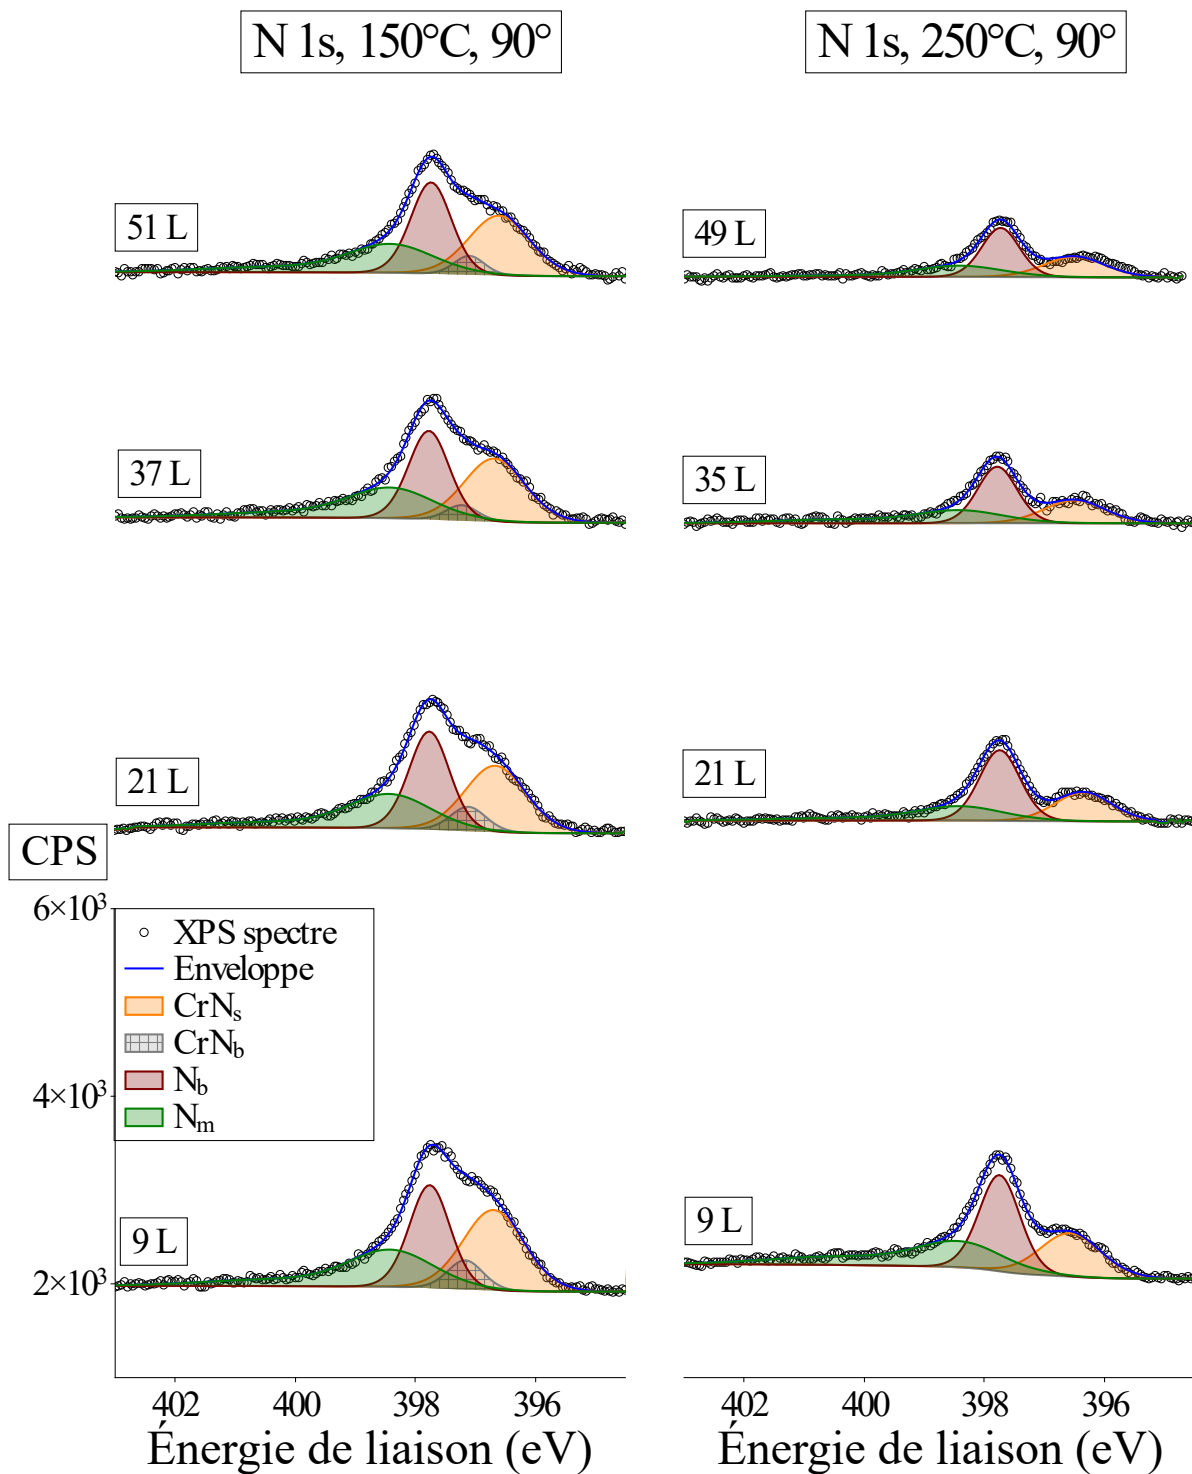 N 1s, 150°C, 90°
N 1s, 250°C, 90°
51 L
49 L
37 L
35 L
21 L
21 L
CPS
6×10³
XPS spectre
Enveloppe
CrNₛ
CrN_b
N_b
Nₘ
4×10³
9 L
9 L
2×10³
402 400 398 396
402 400 398 396
Énergie de liaison (eV)
Énergie de liaison (eV)